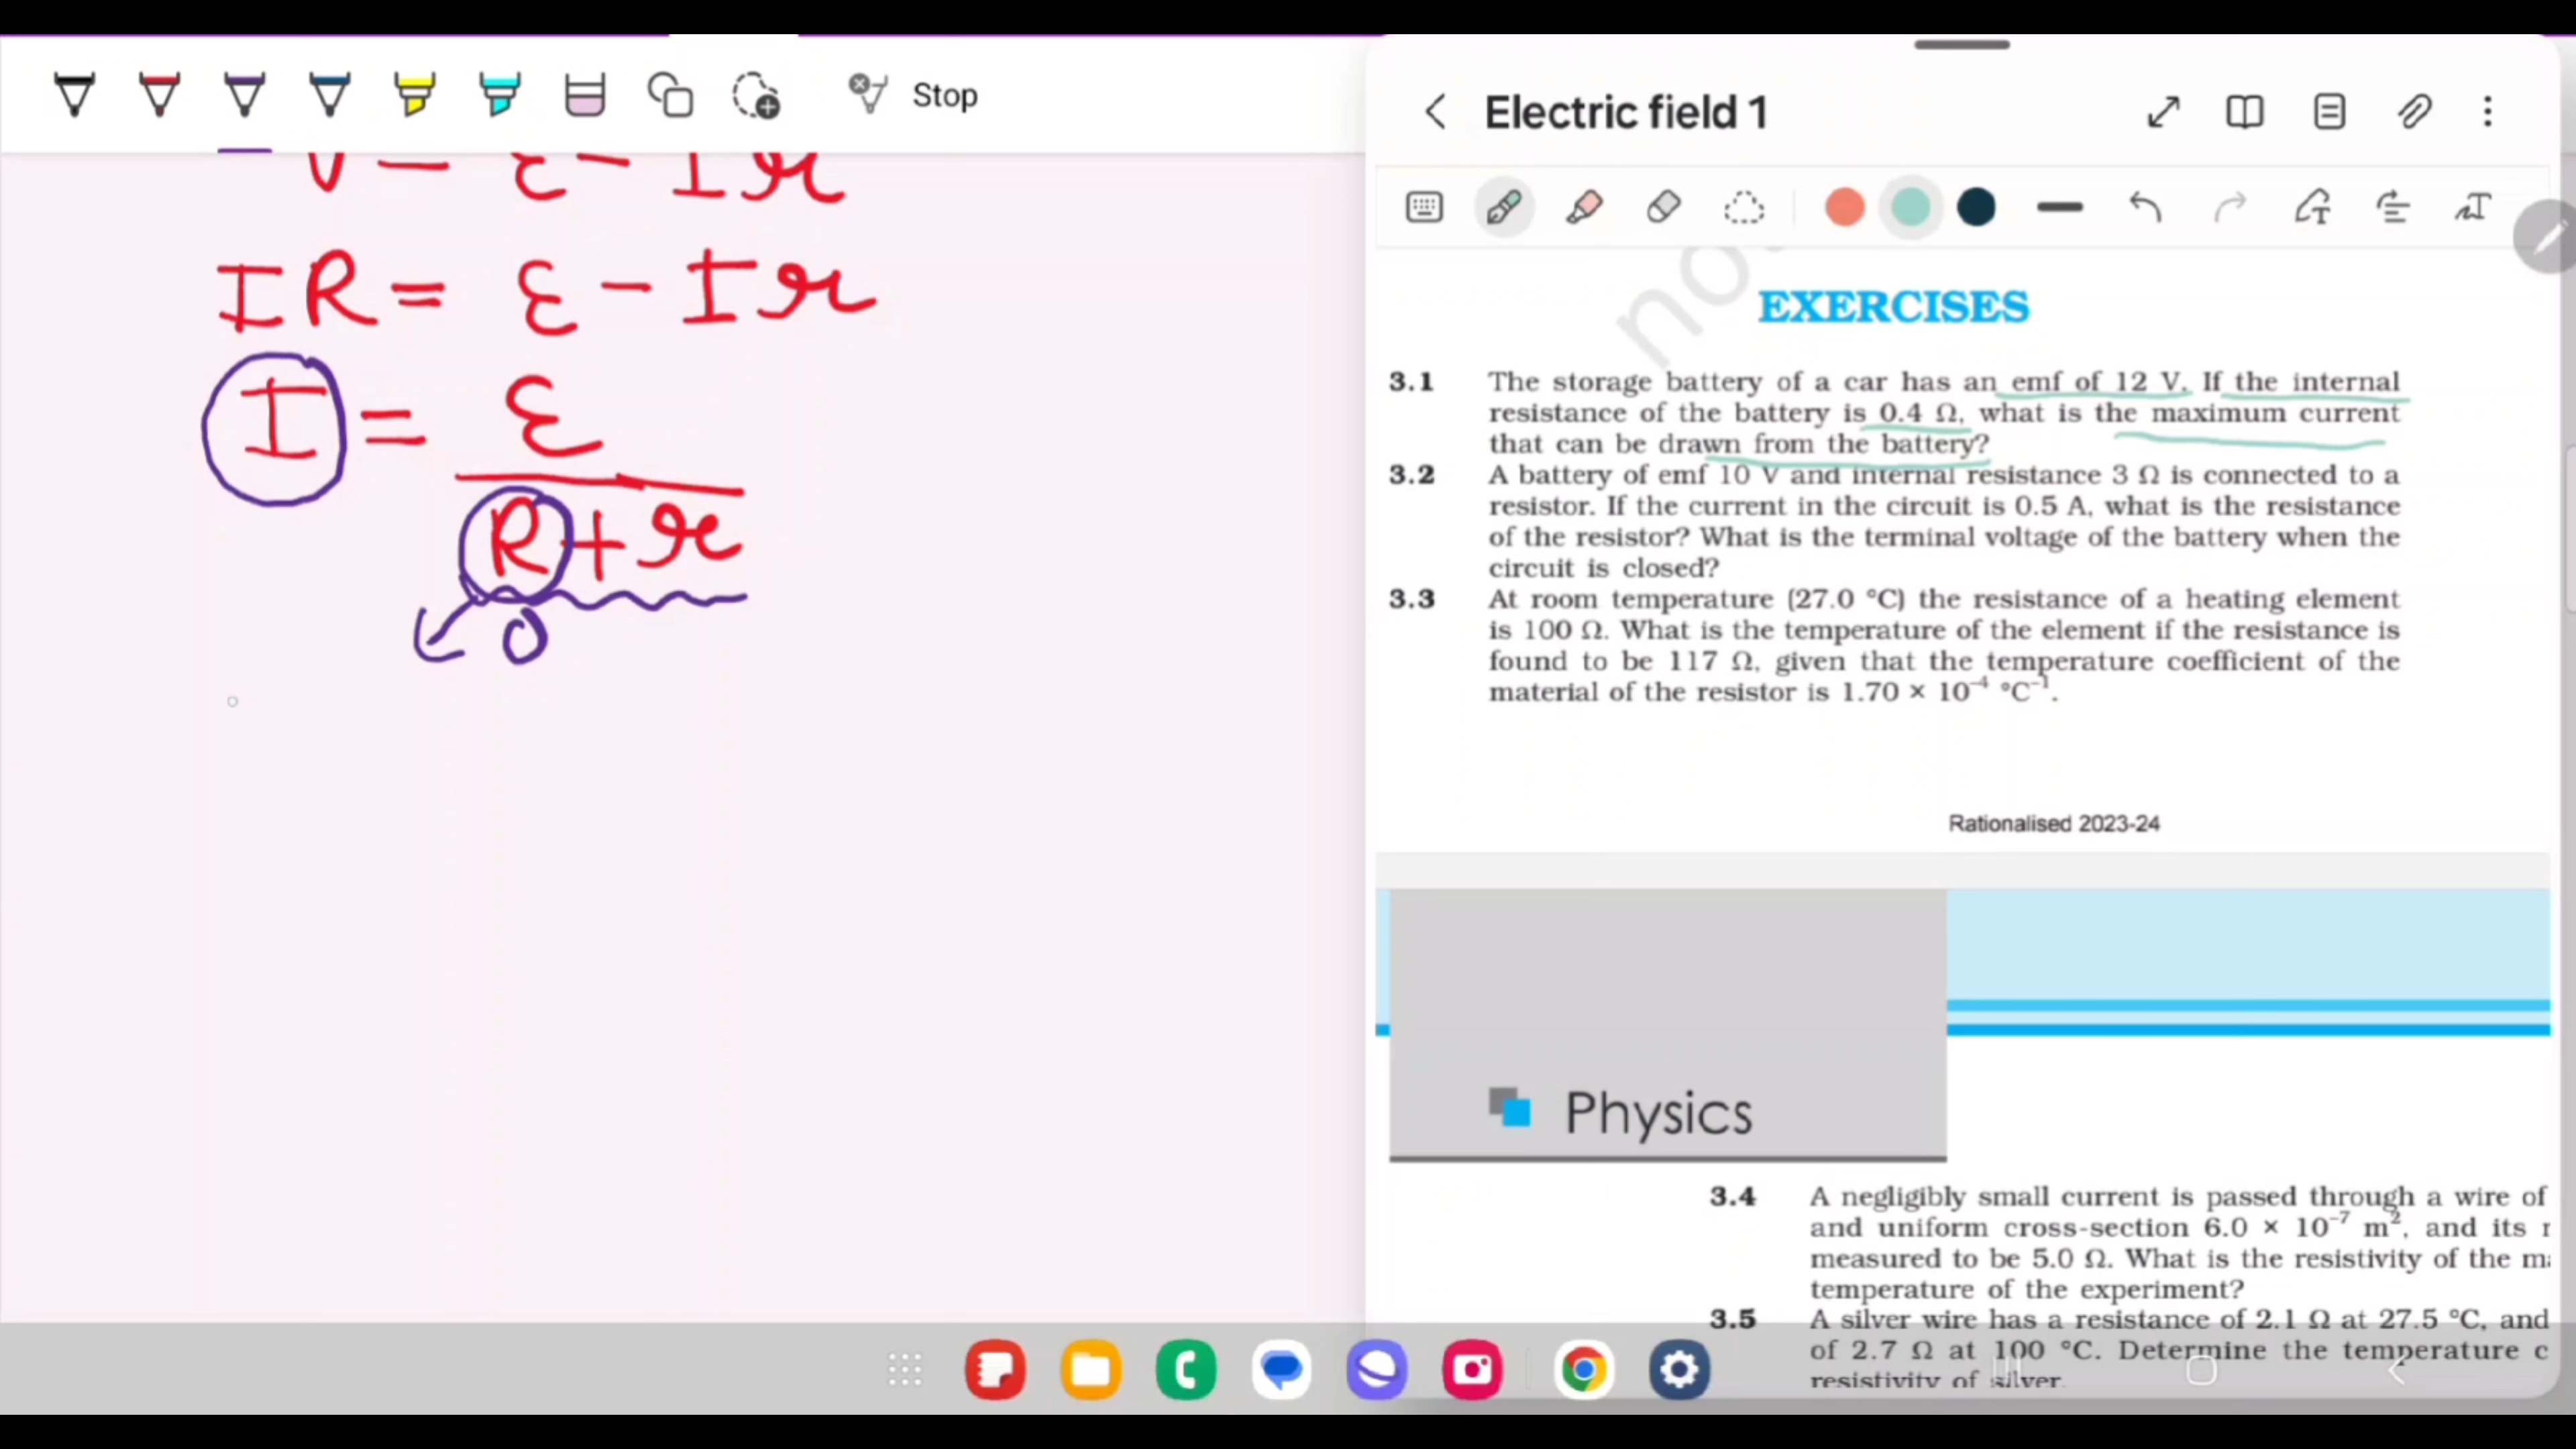 Stop
V = ε - Ir
IR = ε - Ir
I = ε
R + r
0
Electric field 1
no
EXERCISES
3.1 The storage battery of a car has an emf of 12 V. If the internal
resistance of the battery is 0.4 Ω, what is the maximum current
that can be drawn from the battery?
3.2 A battery of emf 10 V and internal resistance 3 Ω is connected to a
resistor. If the current in the circuit is 0.5 A, what is the resistance
of the resistor? What is the terminal voltage of the battery when the
circuit is closed?
3.3 At room temperature (27.0 °C) the resistance of a heating element
is 100 Ω. What is the temperature of the element if the resistance is
found to be 117 Ω, given that the temperature coefficient of the
material of the resistor is 1.70 × 10⁻⁴ °C⁻¹.
Rationalised 2023-24
Physics
3.4 A negligibly small current is passed through a wire of
and uniform cross-section 6.0 × 10⁻⁷ m², and its
measured to be 5.0 Ω. What is the resistivity of the
temperature of the experiment?
3.5 A silver wire has a resistance of 2.1 Ω at 27.5 °C, and
of 2.7 Ω at 100 °C. Determine the temperature c
resistivity of silver.